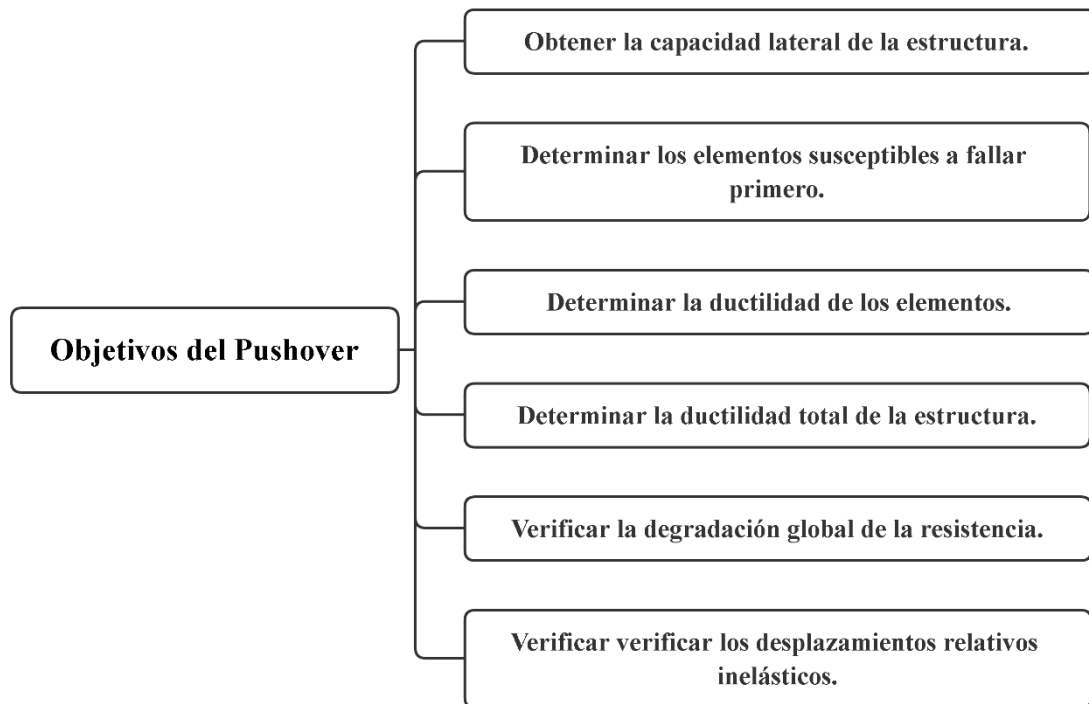 Obtener la capacidad lateral de la estructura.
Determinar los elementos susceptibles a fallar
primero.
Determinar la ductilidad de los elementos.
Objetivos del Pushover
Determinar la ductilidad total de la estructura.
Verificar la degradación global de la resistencia.
Verificar verificar los desplazamientos relativos
inelásticos.